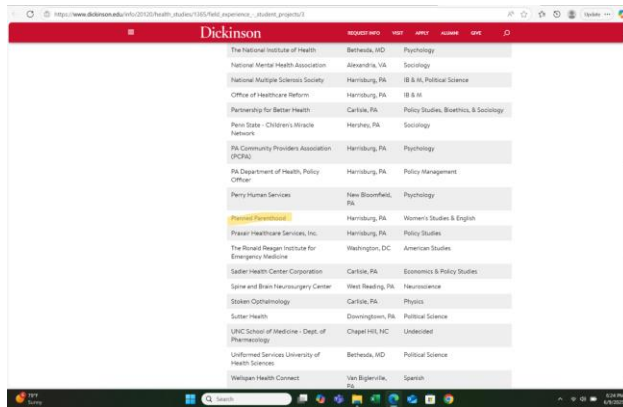 https://www.dickinson.edu/info/20120/health_studies/1365/field_experience_-_student_projects/3
Update
Dickinson
REQUEST INFO VISIT APPLY ALUMNI GIVE
The National Institute of Health Bethesda, MD Psychology
National Mental Health Association Alexandria, VA Sociology
National Multiple Sclerosis Society Harrisburg, PA IB & M, Political Science
Office of Healthcare Reform Harrisburg, PA IB & M
Partnership for Better Health Carlisle, PA Policy Studies, Bioethics, & Sociology
Penn State - Children's Miracle Hershey, PA Sociology
Network
PA Community Providers Association Harrisburg, PA Psychology
(PCPA)
PA Department of Health, Policy Harrisburg, PA Policy Management
Officer
Perry Human Services New Bloomfield, Psychology
PA
Planned Parenthood Harrisburg, PA Women's Studies & English
Praxair Healthcare Services, Inc. Harrisburg, PA Policy Studies
The Ronald Reagan Institute for Washington, DC American Studies
Emergency Medicine
Sadler Health Center Corporation Carlisle, PA Economics & Policy Studies
Spine and Brain Neurosurgery Center West Reading, PA Neuroscience
Stoken Opthalmology Carlisle, PA Physics
Sutter Health Downingtown, PA Political Science
UNC School of Medicine - Dept. of Chapel Hill, NC Undecided
Pharmacology
Uniformed Services University of Bethesda, MD Political Science
Health Sciences
Wellspan Health Connect Van Biglerville, Spanish
PA
Sunny
Search
5:24 PM